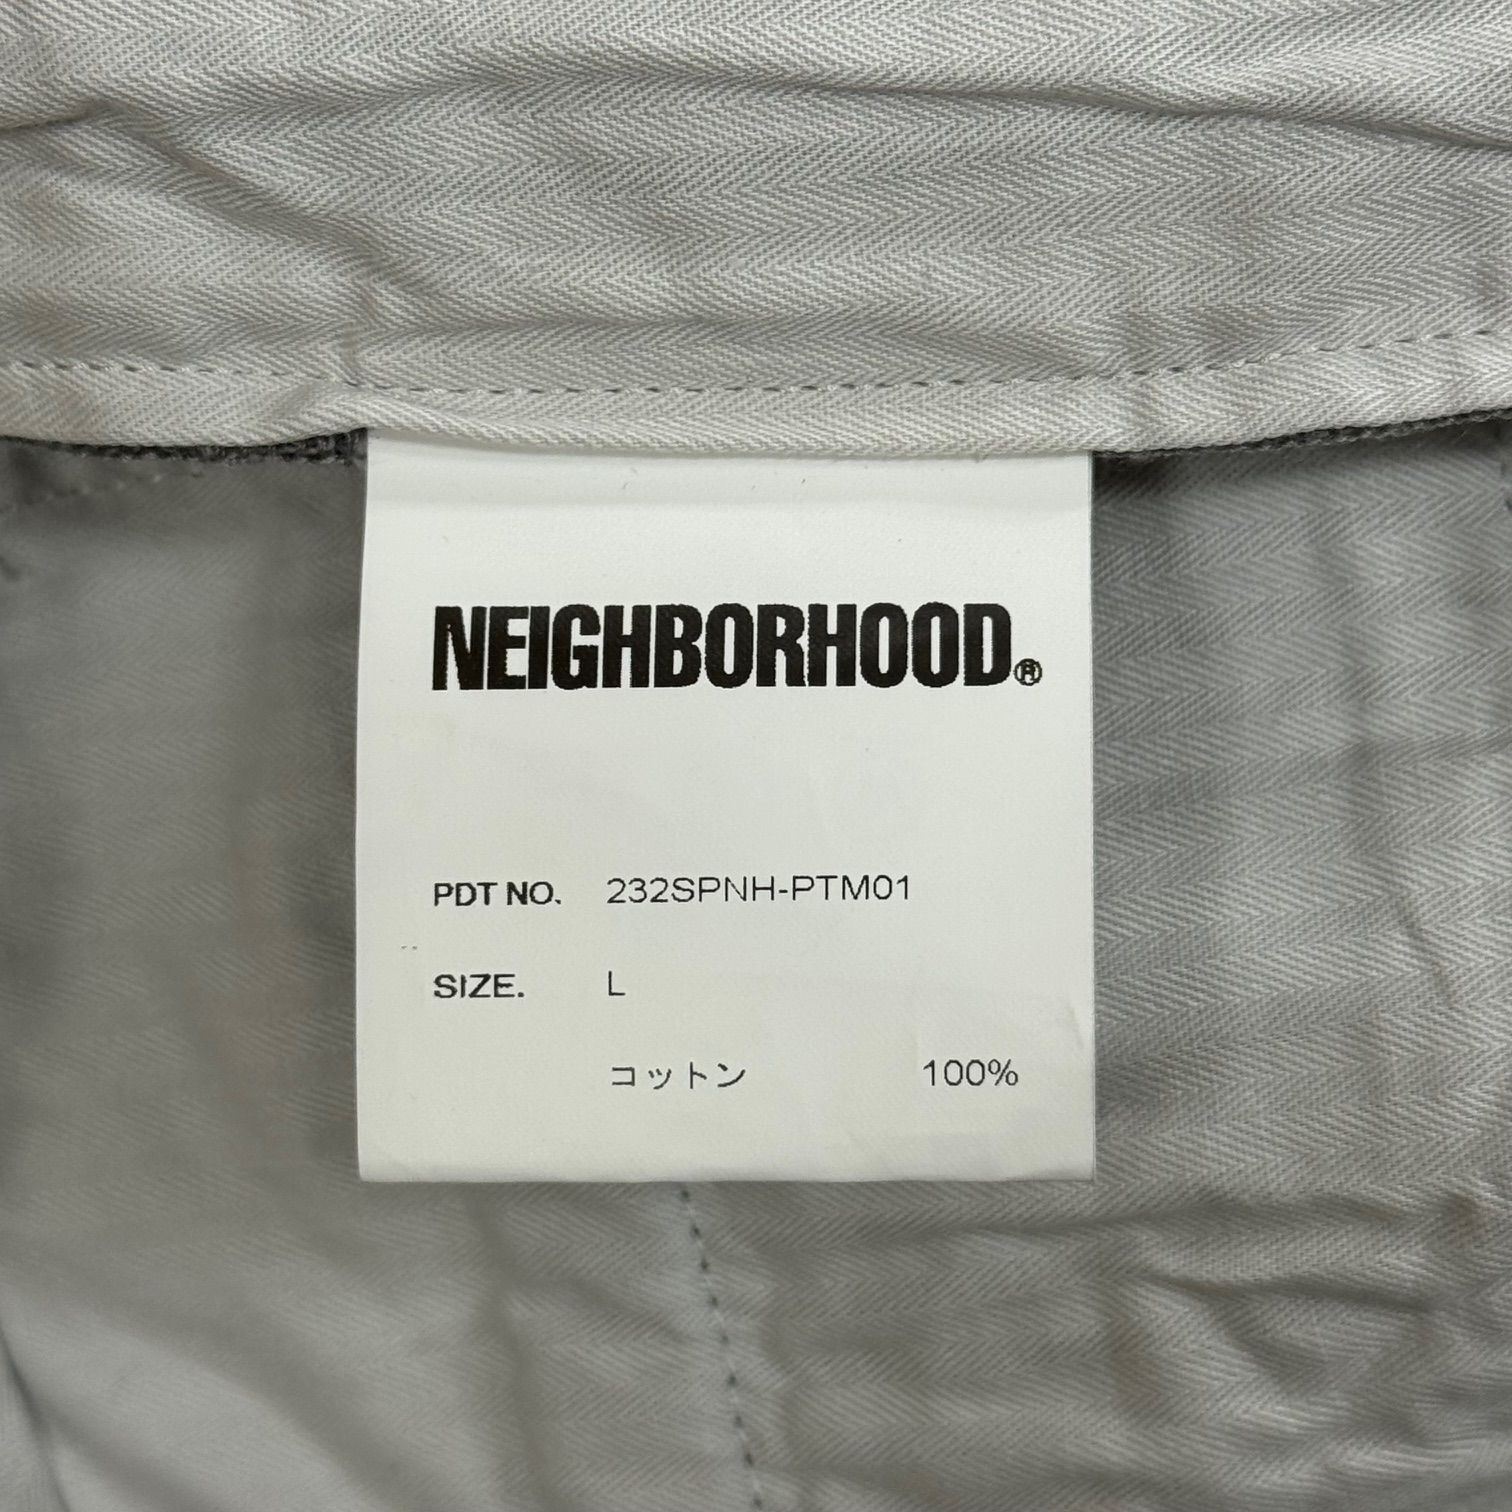 NEIGHBORHOOD®
PDT NO. 232SPNH-PTM01
SIZE. L
コットン 100%